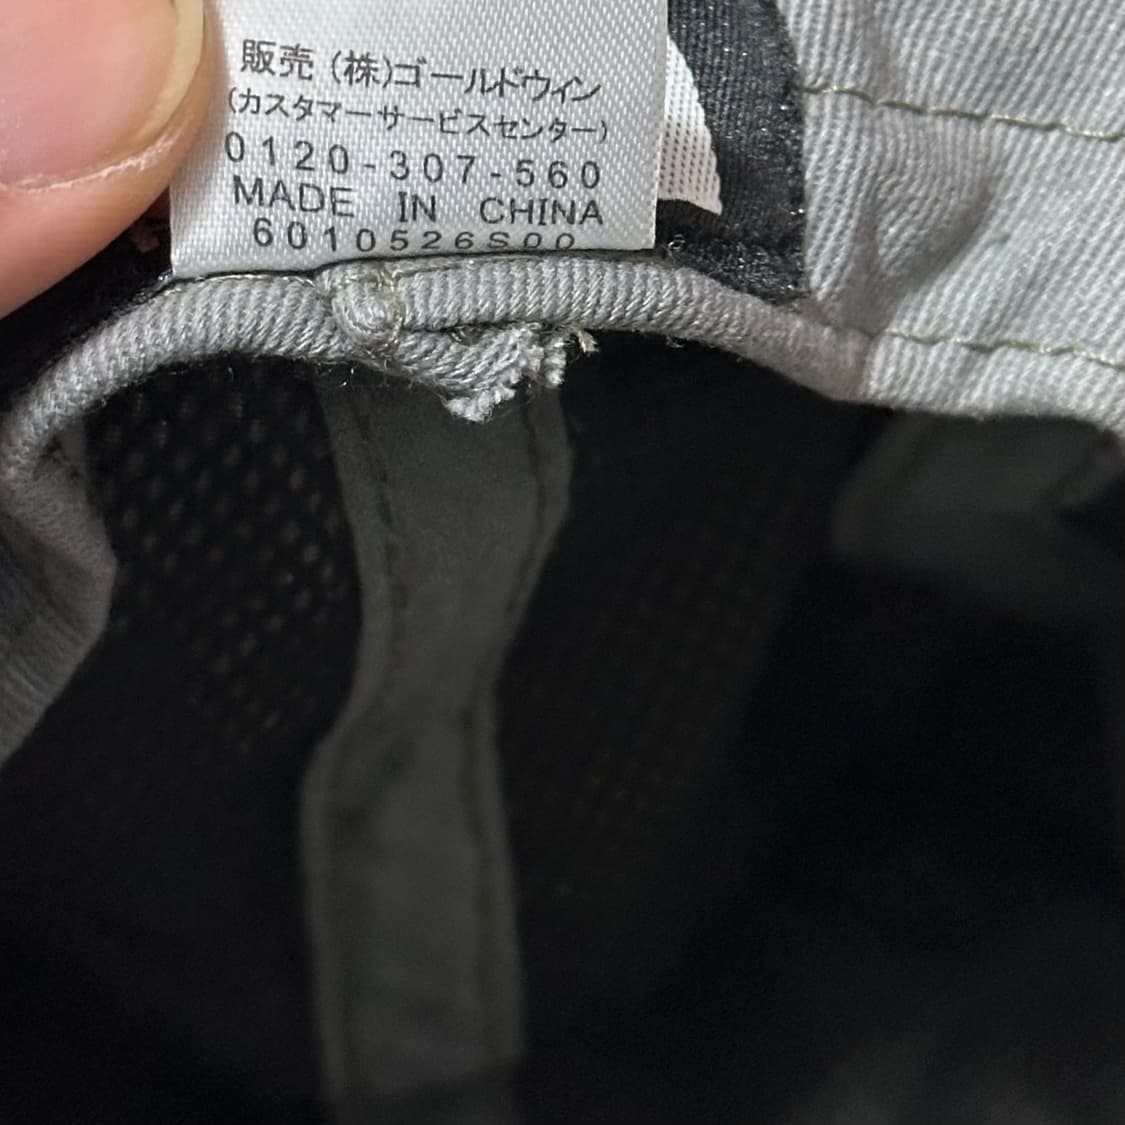 販売 (株)ゴールドウイン
(カスタマーサービスセンター)
0120-307-560
MADE IN CHINA
6010526S00